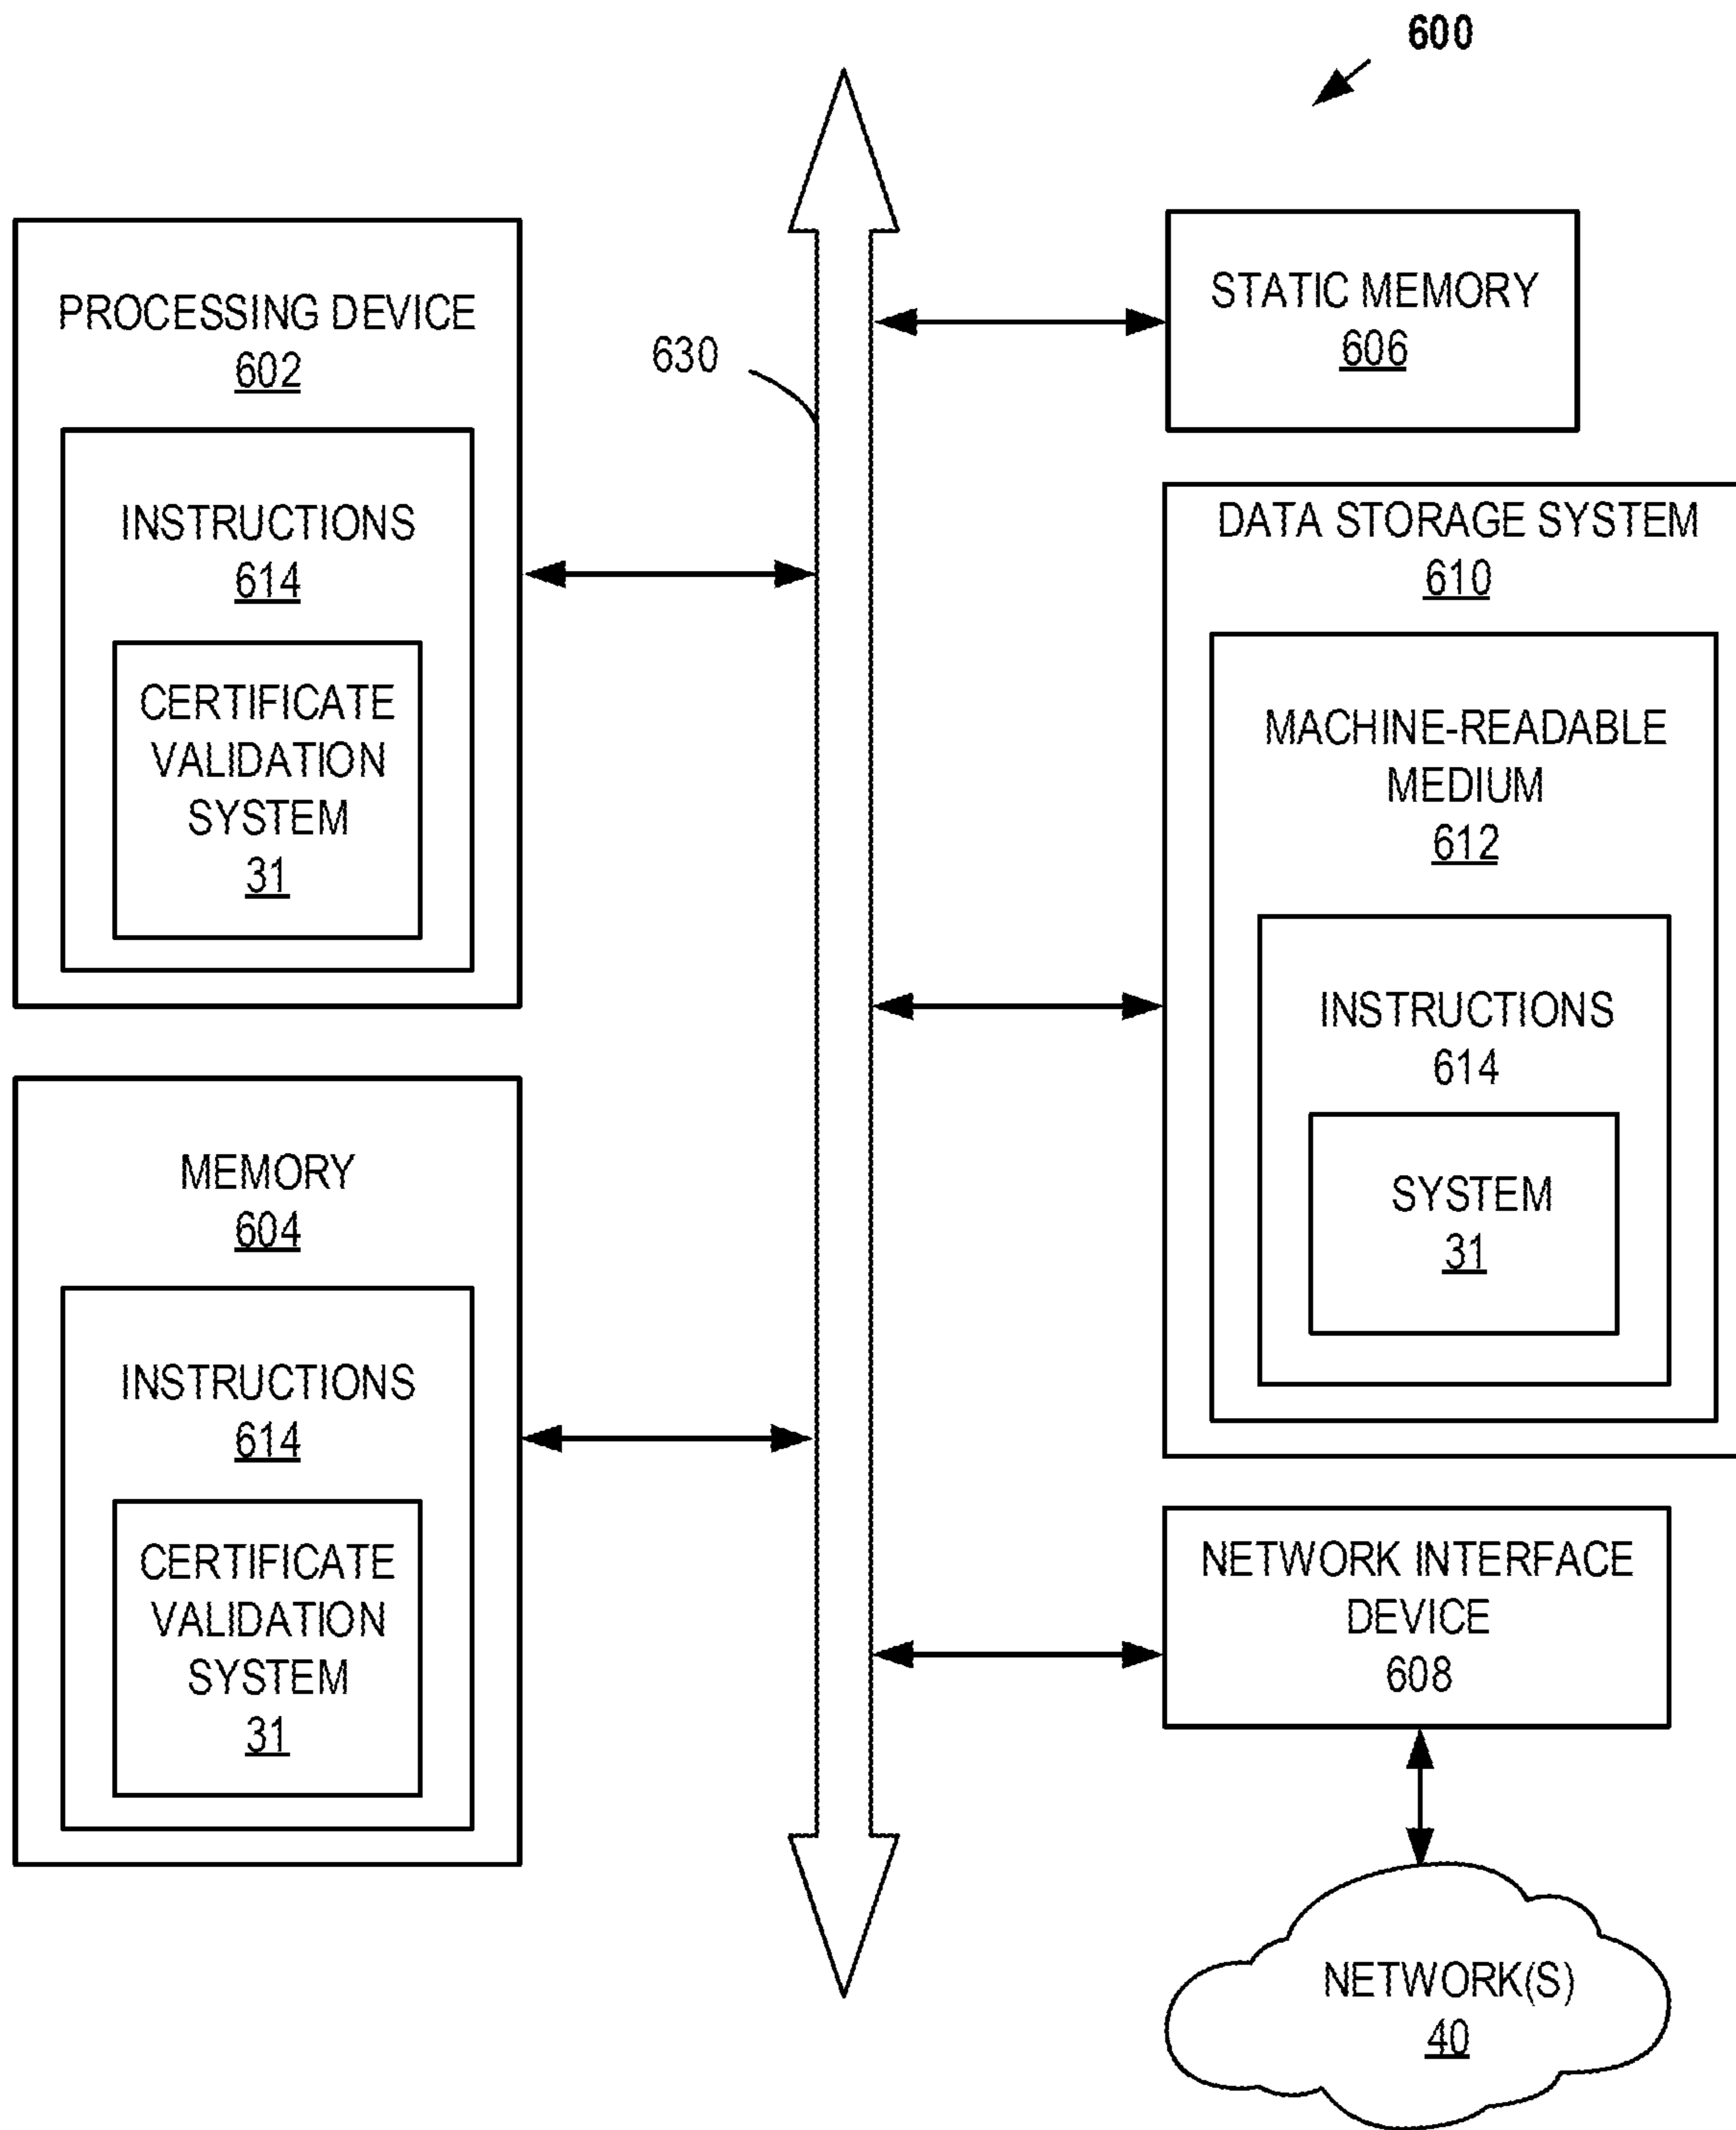 600
PROCESSING DEVICE
602
INSTRUCTIONS
614
CERTIFICATE
VALIDATION
SYSTEM
31
MEMORY
604
INSTRUCTIONS
614
CERTIFICATE
VALIDATION
SYSTEM
31
630
STATIC MEMORY
606
DATA STORAGE SYSTEM
610
MACHINE-READABLE
MEDIUM
612
INSTRUCTIONS
614
SYSTEM
31
NETWORK INTERFACE
DEVICE
608
NETWORK(S)
40